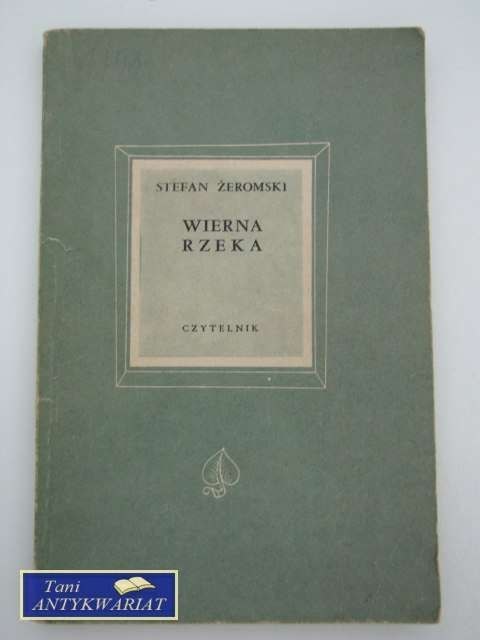 STEFAN ŻEROMSKI
WIERNA
RZEKA
CZYTELNIK
Tani
ANTYKWARIAT